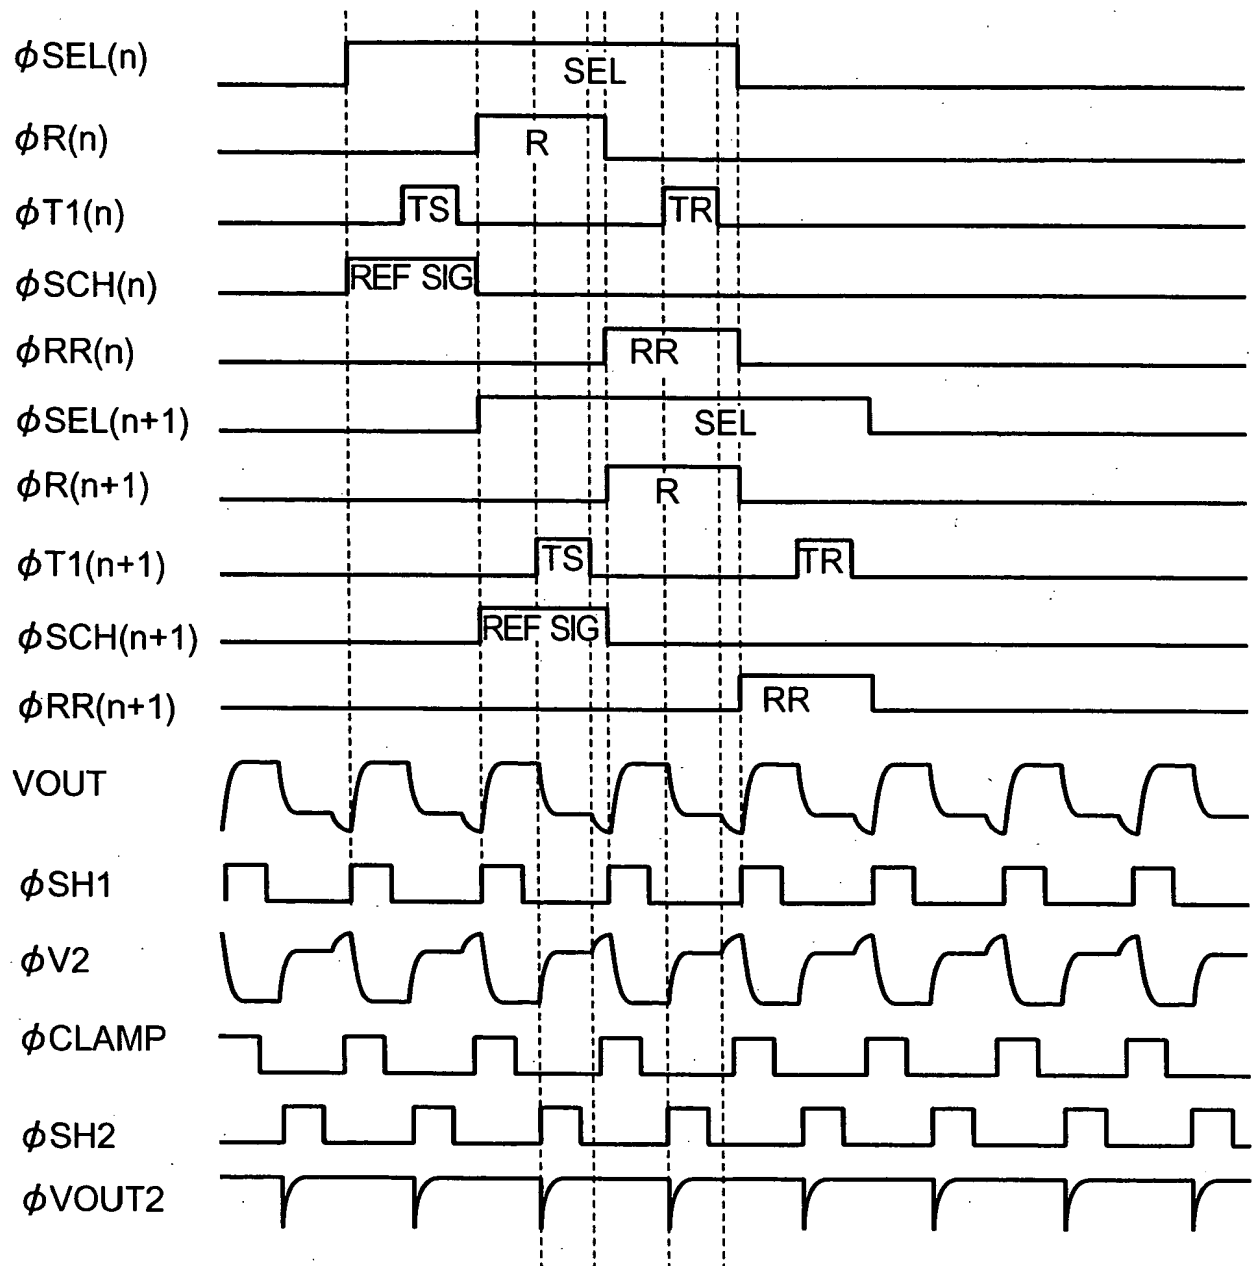 ϕSEL(n)
SEL
ϕR(n)
R
ϕT1(n)
TS
TR
ϕSCH(n)
REF SIG
ϕRR(n)
RR
ϕSEL(n+1)
SEL
ϕR(n+1)
R
ϕT1(n+1)
TS
TR
ϕSCH(n+1)
REF SIG
ϕRR(n+1)
RR
VOUT
ϕSH1
ϕV2
ϕCLAMP
ϕSH2
ϕVOUT2